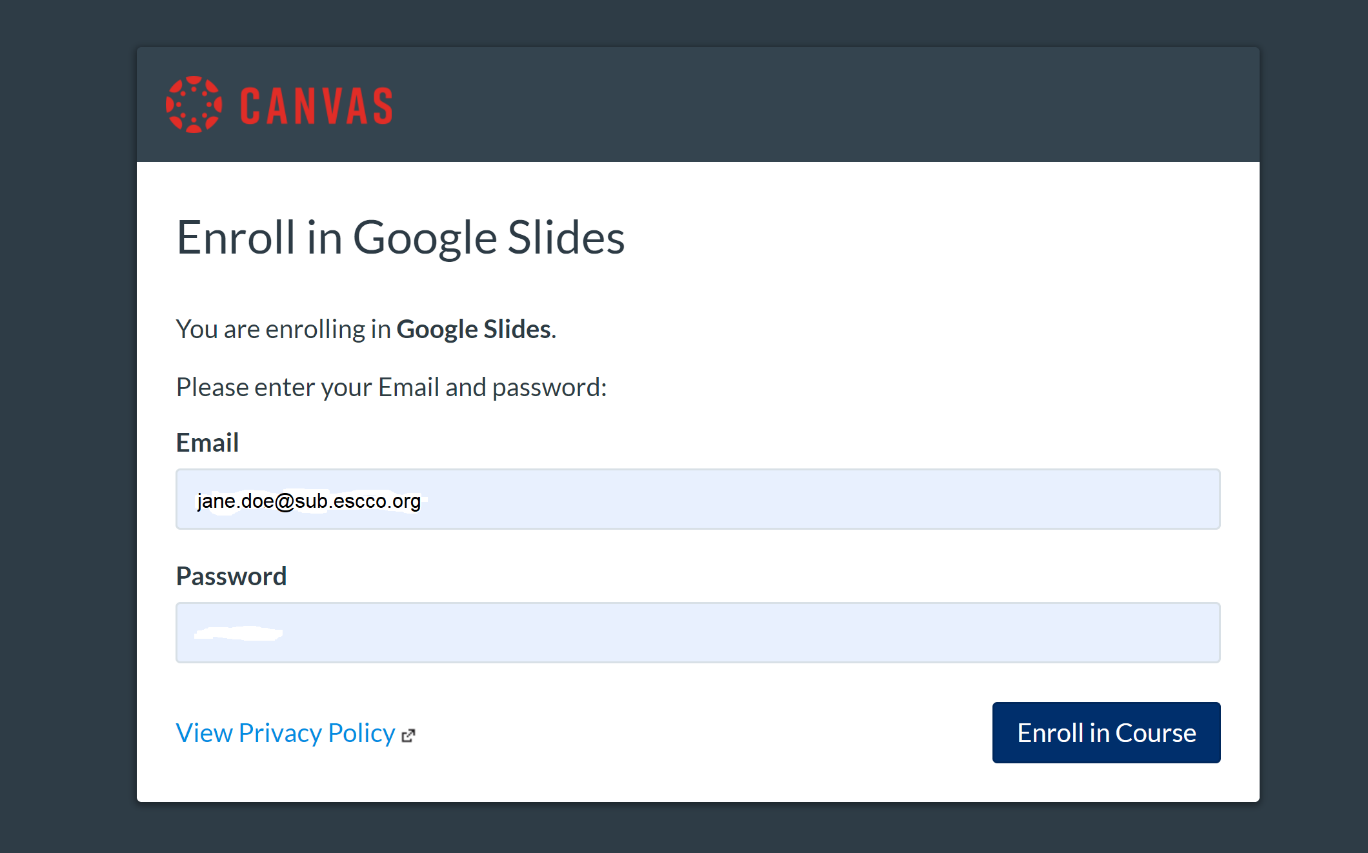 CANVAS
Enroll in Google Slides
You are enrolling in Google Slides.
Please enter your Email and password:
Email
jane.doe@sub.escco.org
Password
View Privacy Policy
Enroll in Course